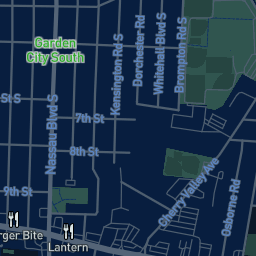 Garden
City South
Kensington Rd S
Dorchester Rd
Whitehall Blvd S
Brompton Rd S
S St S
Nassau Blvd S
7th St
8th St
9th St
Cherry Valley Ave
Osborne Rd
rger Bite
Lantern